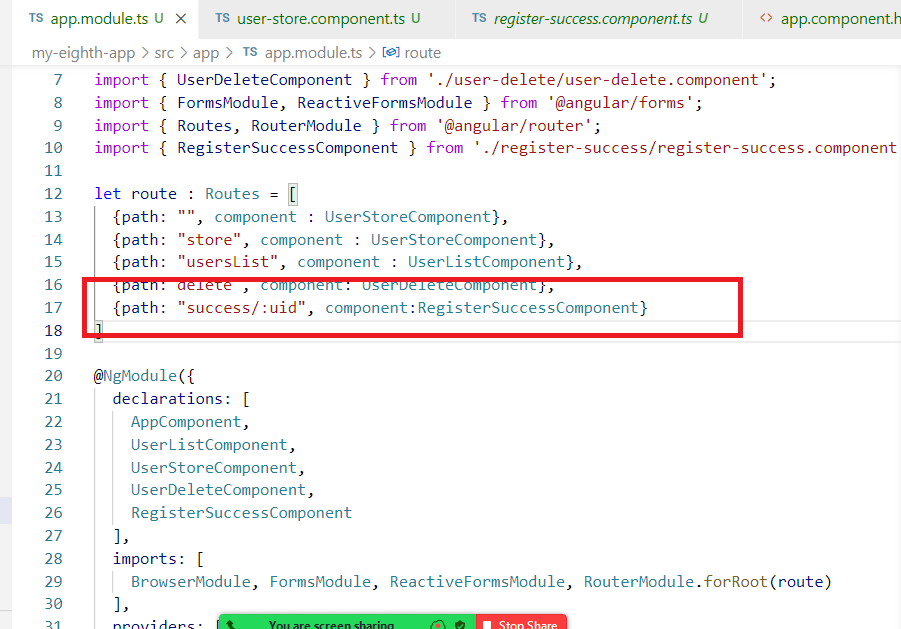 TS app.module.ts U × TS user-store.component.ts U TS register-success.component.ts U <> app.component.h
my-eighth-app > src > app > TS app.module.ts > route
7 import { UserDeleteComponent } from './user-delete/user-delete.component';
8 import { FormsModule, ReactiveFormsModule } from '@angular/forms';
9 import { Routes, RouterModule } from '@angular/router';
10 import { RegisterSuccessComponent } from './register-success/register-success.component
11
12 let route : Routes = [
13 {path: "", component : UserStoreComponent},
14 {path: "store", component : UserStoreComponent},
15 {path: "usersList", component : UserListComponent},
16 {path: "delete", component: UserDeleteComponent},
17 {path: "success/:uid", component:RegisterSuccessComponent}
18 ]
19
20 @NgModule({
21 declarations: [
22 AppComponent,
23 UserListComponent,
24 UserStoreComponent,
25 UserDeleteComponent,
26 RegisterSuccessComponent
27 ],
28 imports: [
29 BrowserModule, FormsModule, ReactiveFormsModule, RouterModule.forRoot(route)
30 ],
31 providers: [
You are screen sharing Stop Share